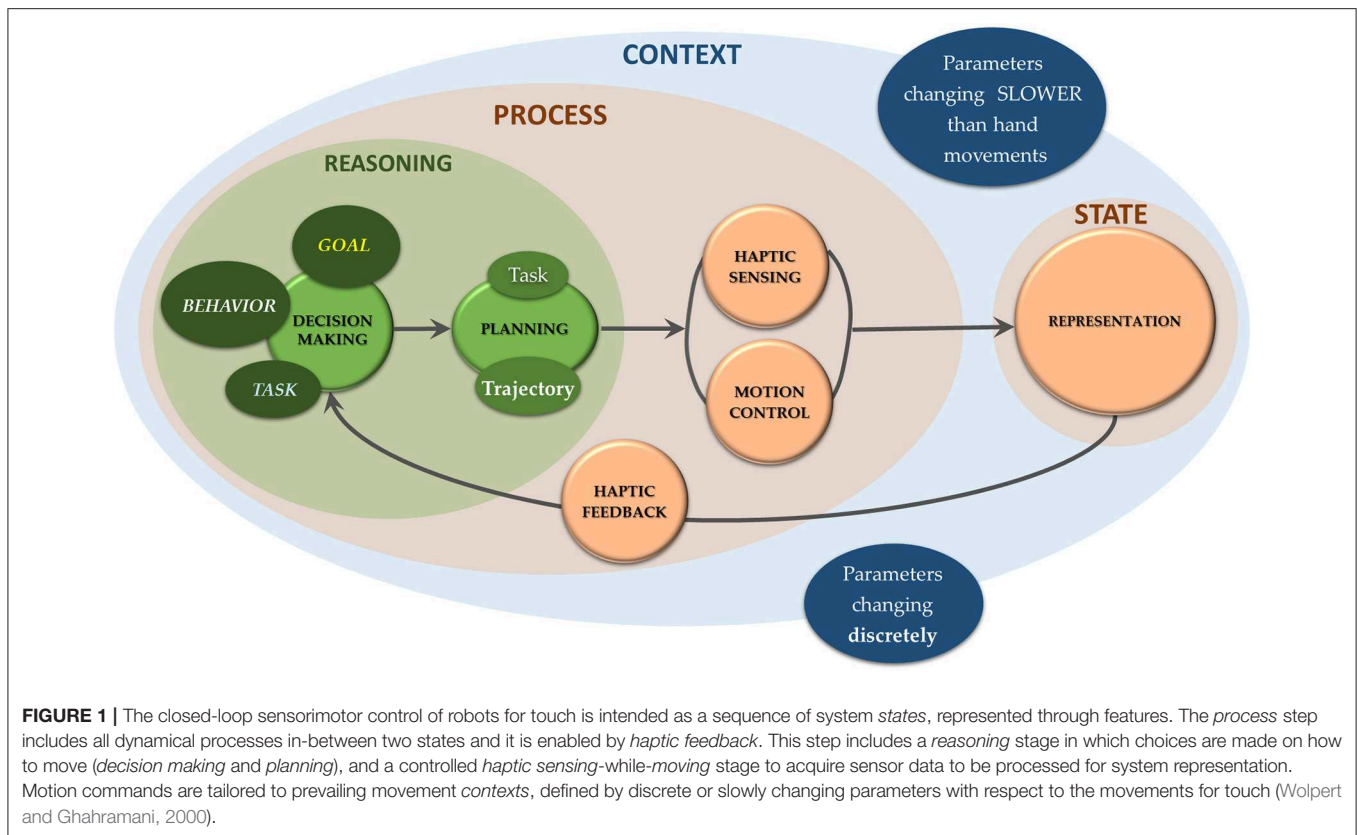 CONTEXT
Parameters
changing SLOWER
than hand
movements
PROCESS
REASONING
STATE
GOAL
BEHAVIOR
DECISION
MAKING
TASK
Task
PLANNING
Trajectory
HAPTIC
SENSING
MOTION
CONTROL
REPRESENTATION
HAPTIC
FEEDBACK
Parameters
changing
discretely
FIGURE 1 | The closed-loop sensorimotor control of robots for touch is intended as a sequence of system states, represented through features. The process step
includes all dynamical processes in-between two states and it is enabled by haptic feedback. This step includes a reasoning stage in which choices are made on how
to move (decision making and planning), and a controlled haptic sensing-while-moving stage to acquire sensor data to be processed for system representation.
Motion commands are tailored to prevailing movement contexts, defined by discrete or slowly changing parameters with respect to the movements for touch (Wolpert
and Ghahramani, 2000).